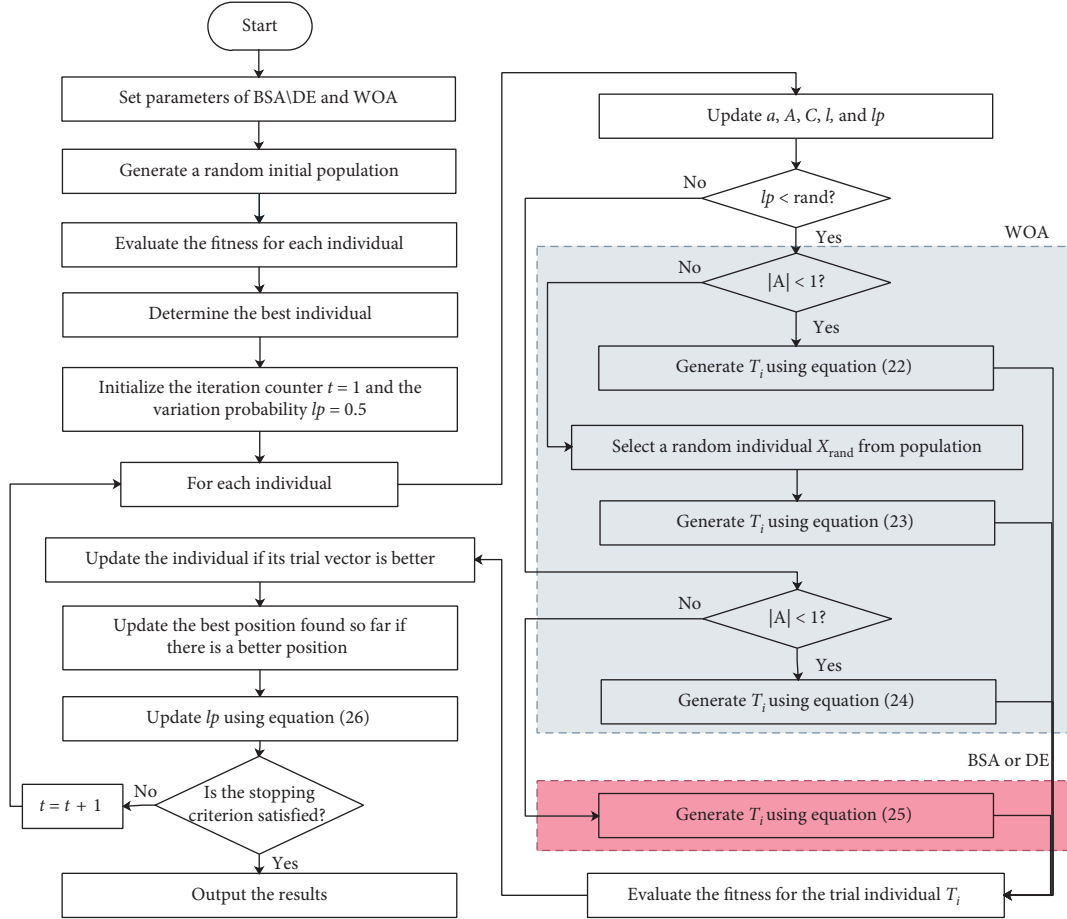 Start
Set parameters of BSA\DE and WOA
Generate a random initial population
Evaluate the fitness for each individual
Determine the best individual
Initialize the iteration counter t = 1 and the
variation probability lp = 0.5
For each individual
Update the individual if its trial vector is better
Update the best position found so far if
there is a better position
Update lp using equation (26)
Is the stopping
criterion satisfied?
No
t = t + 1
Yes
Output the results
Update a, A, C, l, and lp
No
lp < rand?
Yes
WOA
No
|A| < 1?
Yes
Generate T_i using equation (22)
Select a random individual X_rand from population
Generate T_i using equation (23)
No
|A| < 1?
Yes
Generate T_i using equation (24)
BSA or DE
Generate T_i using equation (25)
Evaluate the fitness for the trial individual T_i